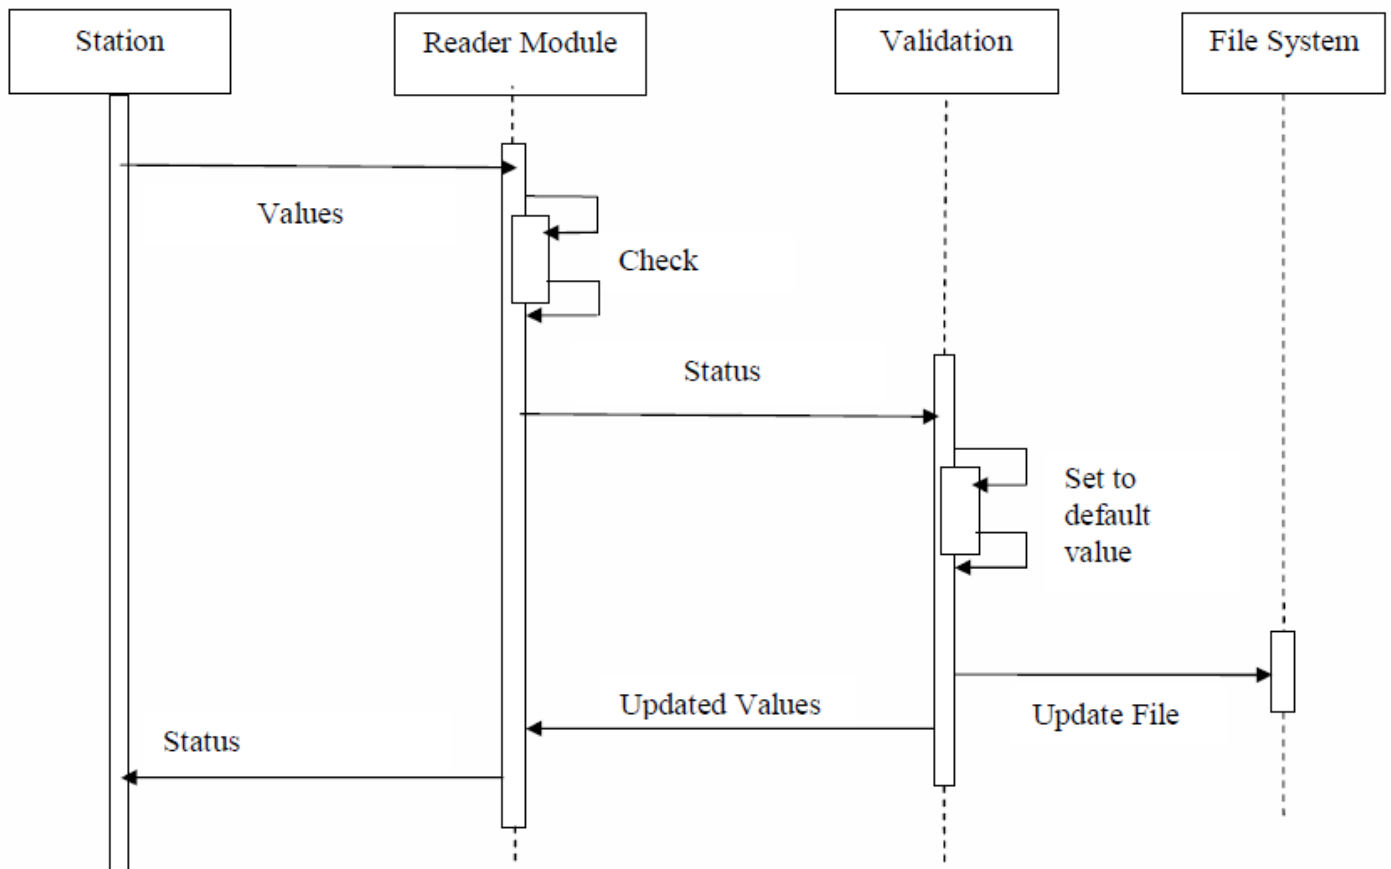 Station
Reader Module
Validation
File System
Values
Check
Status
Set to
default
value
Updated Values
Update File
Status